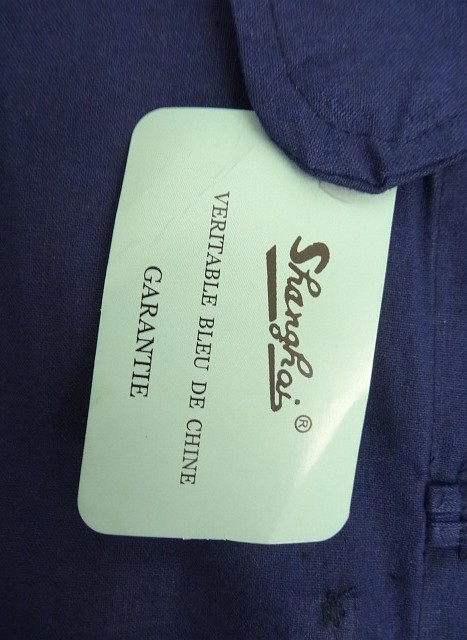 Shanghai®
VERITABLE BLEU DE CHINE
GARANTIE